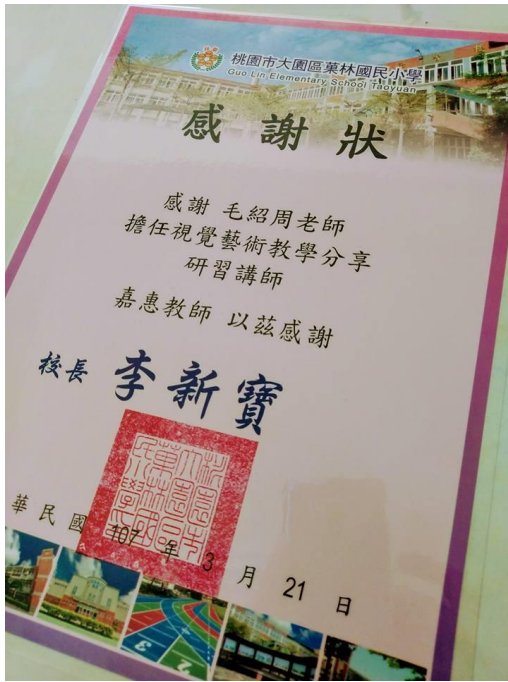 桃園市大園區菓林國民小學
Guo Lin Elementary School Taoyuan
感謝狀
感謝 毛紹周老師
擔任視覺藝術教學分享
研習講師
嘉惠教師 以茲感謝
校長 李新寶
華民國 107 年 3 月 21 日